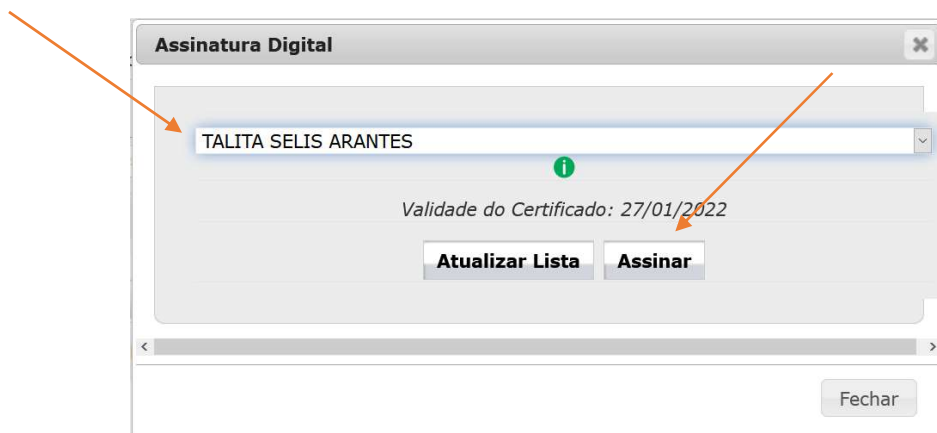 Assinatura Digital
TALITA SELIS ARANTES
Validade do Certificado: 27/01/2022
Atualizar Lista Assinar
Fechar